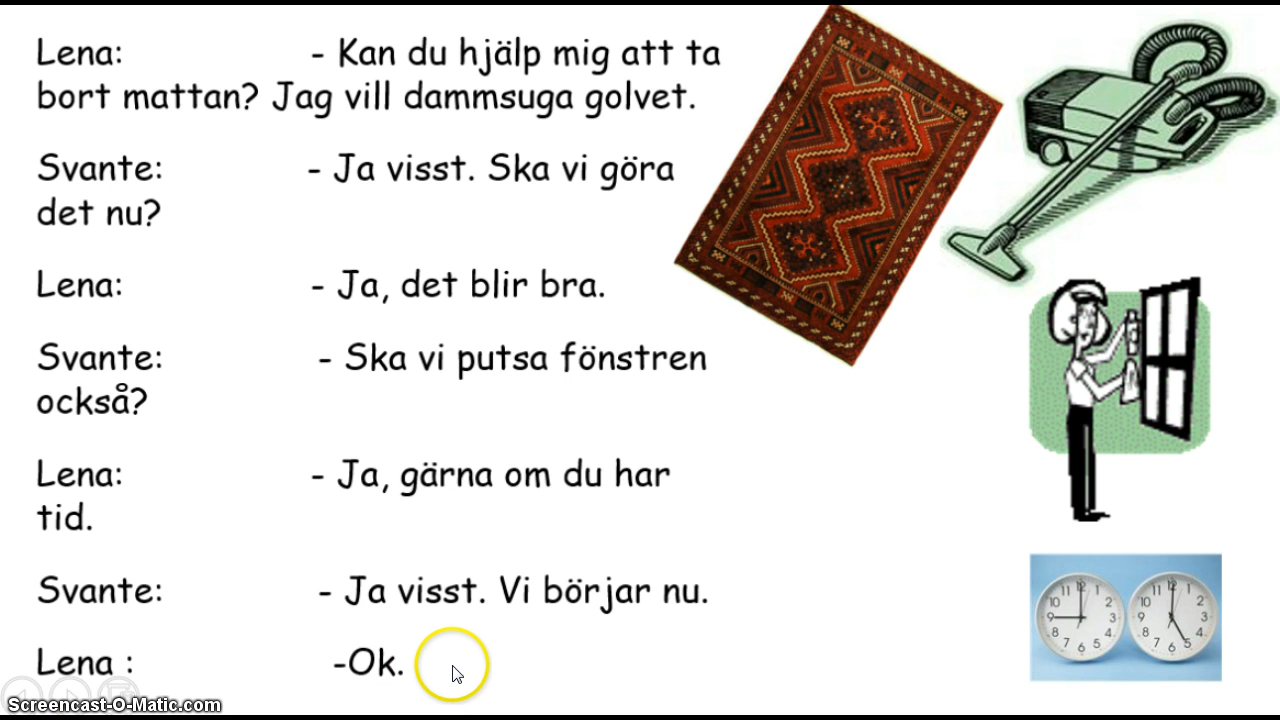 Lena: - Kan du hjälp mig att ta
bort mattan? Jag vill dammsuga golvet.
Svante: - Ja visst. Ska vi göra
det nu?
Lena: - Ja, det blir bra.
Svante: - Ska vi putsa fönstren
också?
Lena: - Ja, gärna om du har
tid.
Svante: - Ja visst. Vi börjar nu.
Lena : -Ok.
Screencast-O-Matic.com